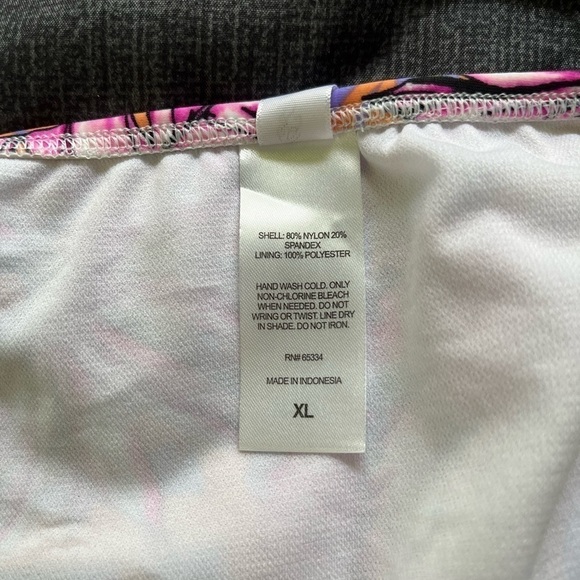 SHELL: 80% NYLON 20%
SPANDEX
LINING: 100% POLYESTER
HAND WASH COLD. ONLY
NON-CHLORINE BLEACH
WHEN NEEDED. DO NOT
WRING OR TWIST. LINE DRY
IN SHADE. DO NOT IRON.
RN# 65334
MADE IN INDONESIA
XL